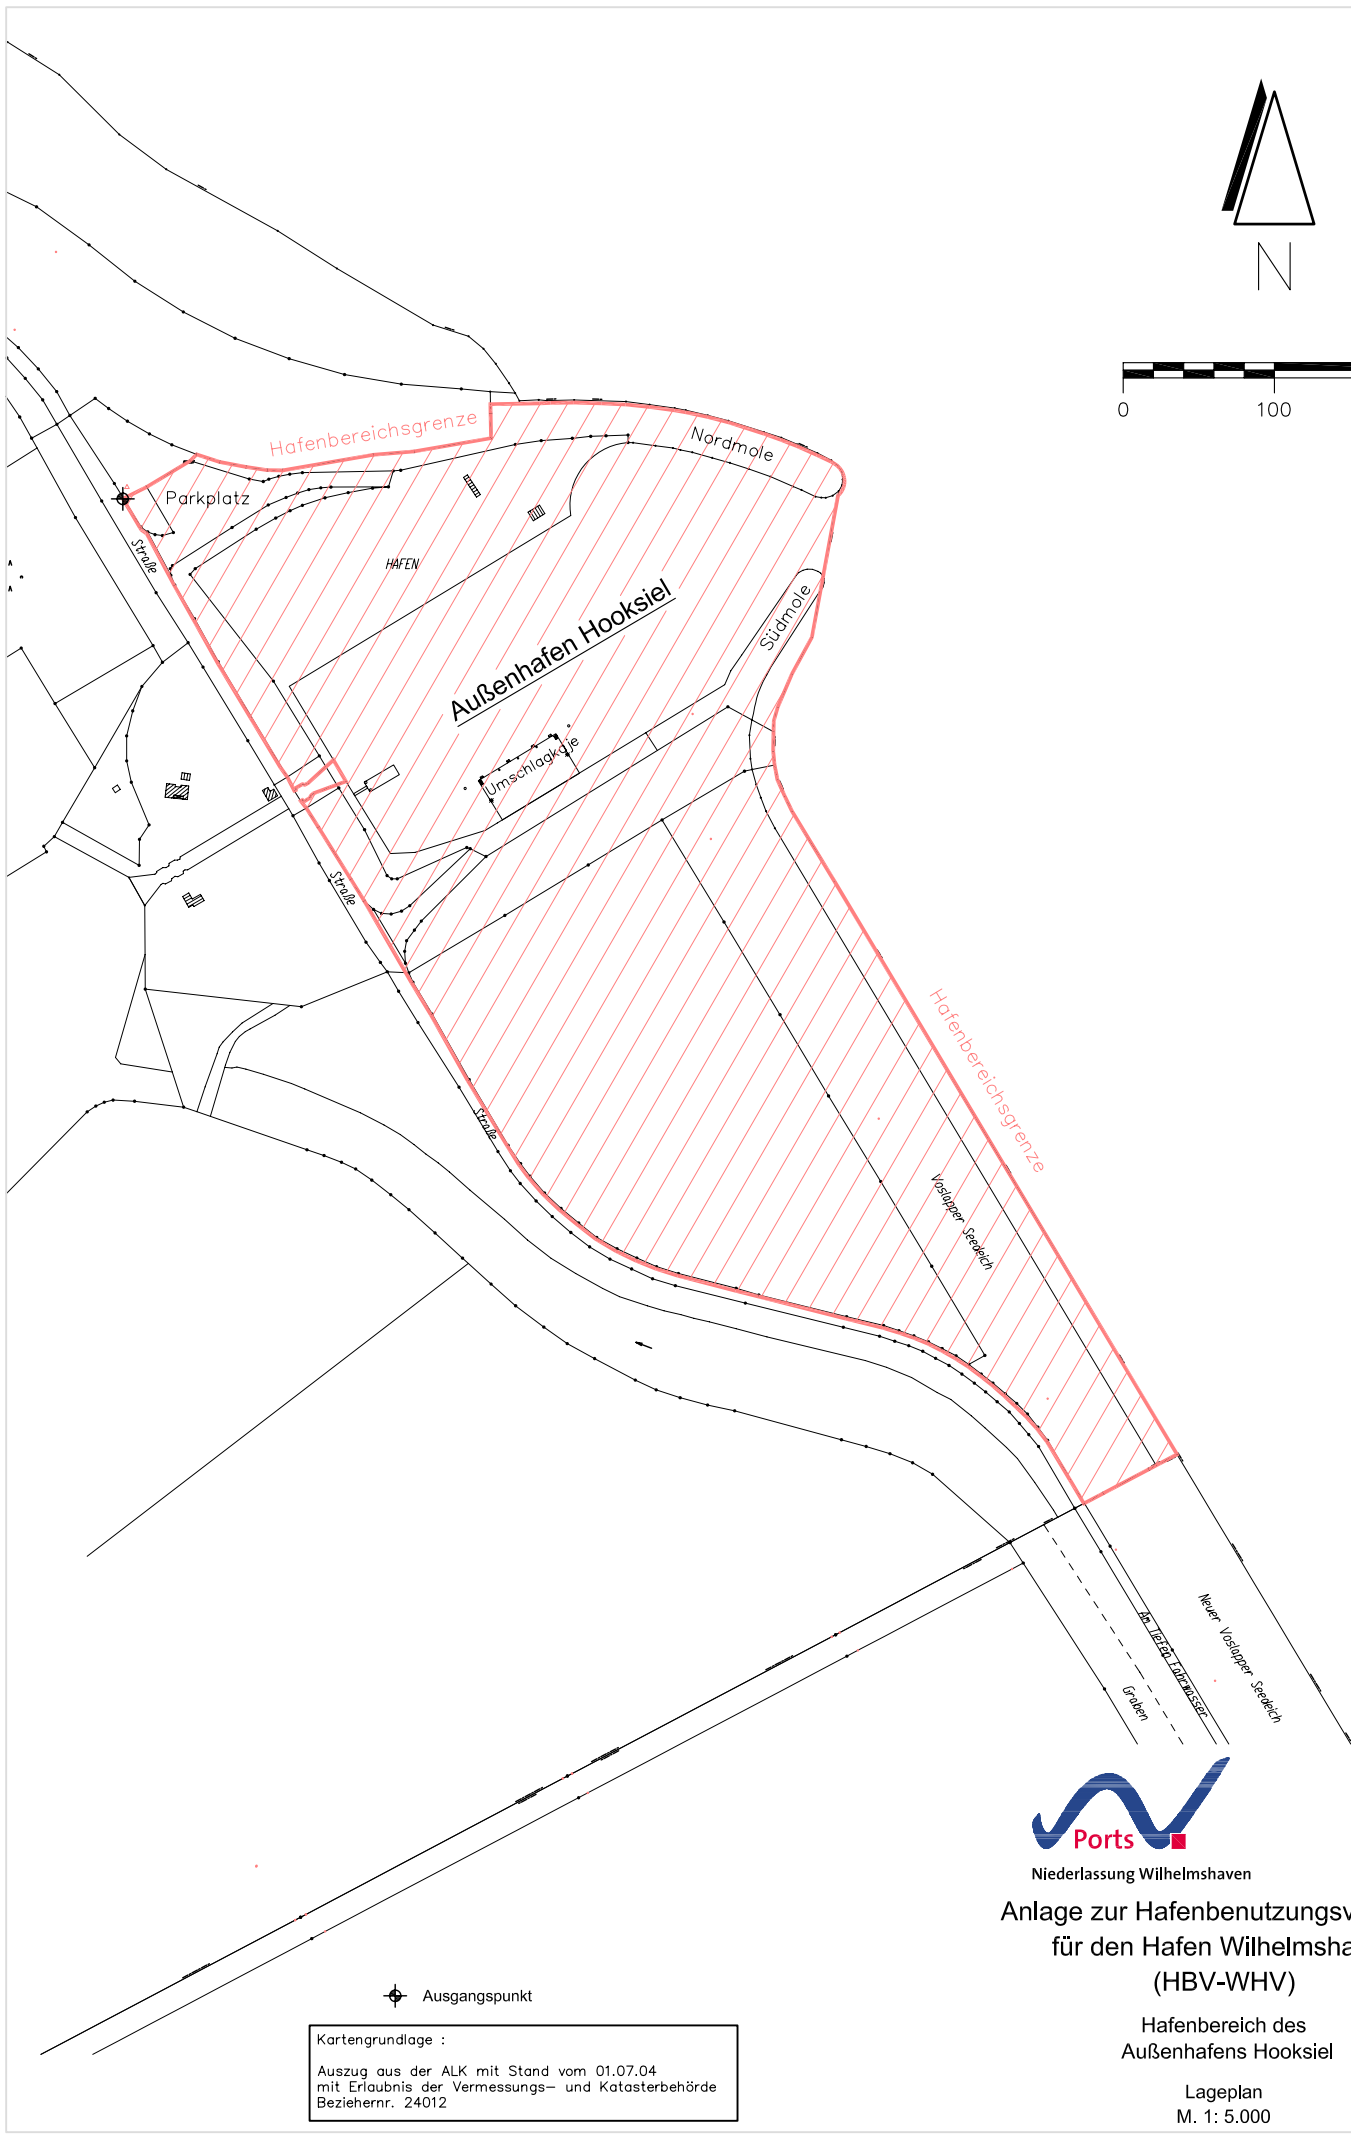 N
0 100
Hafenbereichsgrenze
Nordmole
Parkplatz
Straße
HAFEN
Außenhafen Hooksiel
Südmole
Umschlagkaje
Straße
Hafenbereichsgrenze
Straße
Voslapper Seedeich
Neuer Voslapper Seedeich
Am Tiefen Fahrwasser
Graben
Ports
Niederlassung Wilhelmshaven
Anlage zur Hafenbenutzungsv
für den Hafen Wilhelmsha
(HBV-WHV)
Hafenbereich des
Außenhafens Hooksiel
Lageplan
M. 1: 5.000
Ausgangspunkt
Kartengrundlage :
Auszug aus der ALK mit Stand vom 01.07.04
mit Erlaubnis der Vermessungs- und Katasterbehörde
Beziehernr. 24012